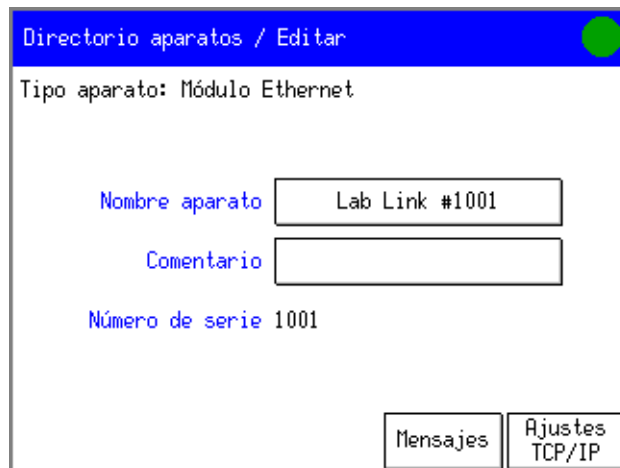 Directorio aparatos / Editar
Tipo aparato: Módulo Ethernet
Nombre aparato Lab Link #1001
Comentario
Número de serie 1001
Mensajes
Ajustes
TCP/IP